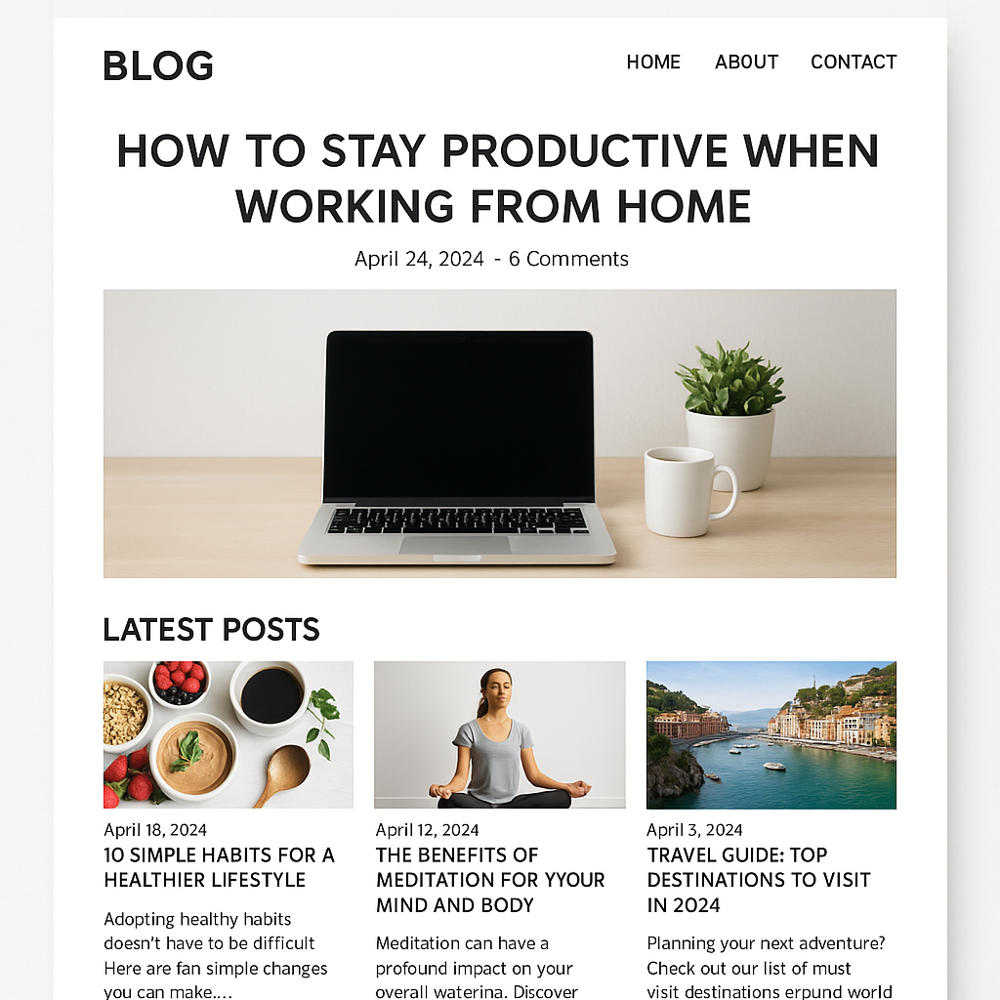 BLOG
HOME ABOUT CONTACT
HOW TO STAY PRODUCTIVE WHEN
WORKING FROM HOME
April 24, 2024 - 6 Comments
LATEST POSTS
April 18, 2024
10 SIMPLE HABITS FOR A
HEALTHIER LIFESTYLE
Adopting healthy habits
doesn't have to be difficult
Here are fan simple changes
you can make....
April 12, 2024
THE BENEFITS OF
MEDITATION FOR YYOUR
MIND AND BODY
Meditation can have a
profound impact on your
overall waterina. Discover
April 3, 2024
TRAVEL GUIDE: TOP
DESTINATIONS TO VISIT
IN 2024
Planning your next adventure?
Check out our list of must
visit destinations erpund world